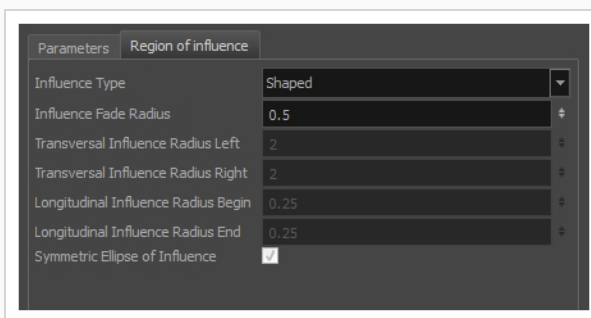 Parameters Region of influence
Influence Type Shaped
Influence Fade Radius 0.5
Transversal Influence Radius Left 2
Transversal Influence Radius Right 2
Longitudinal Influence Radius Begin 0.25
Longitudinal Influence Radius End 0.25
Symmetric Ellipse of Influence